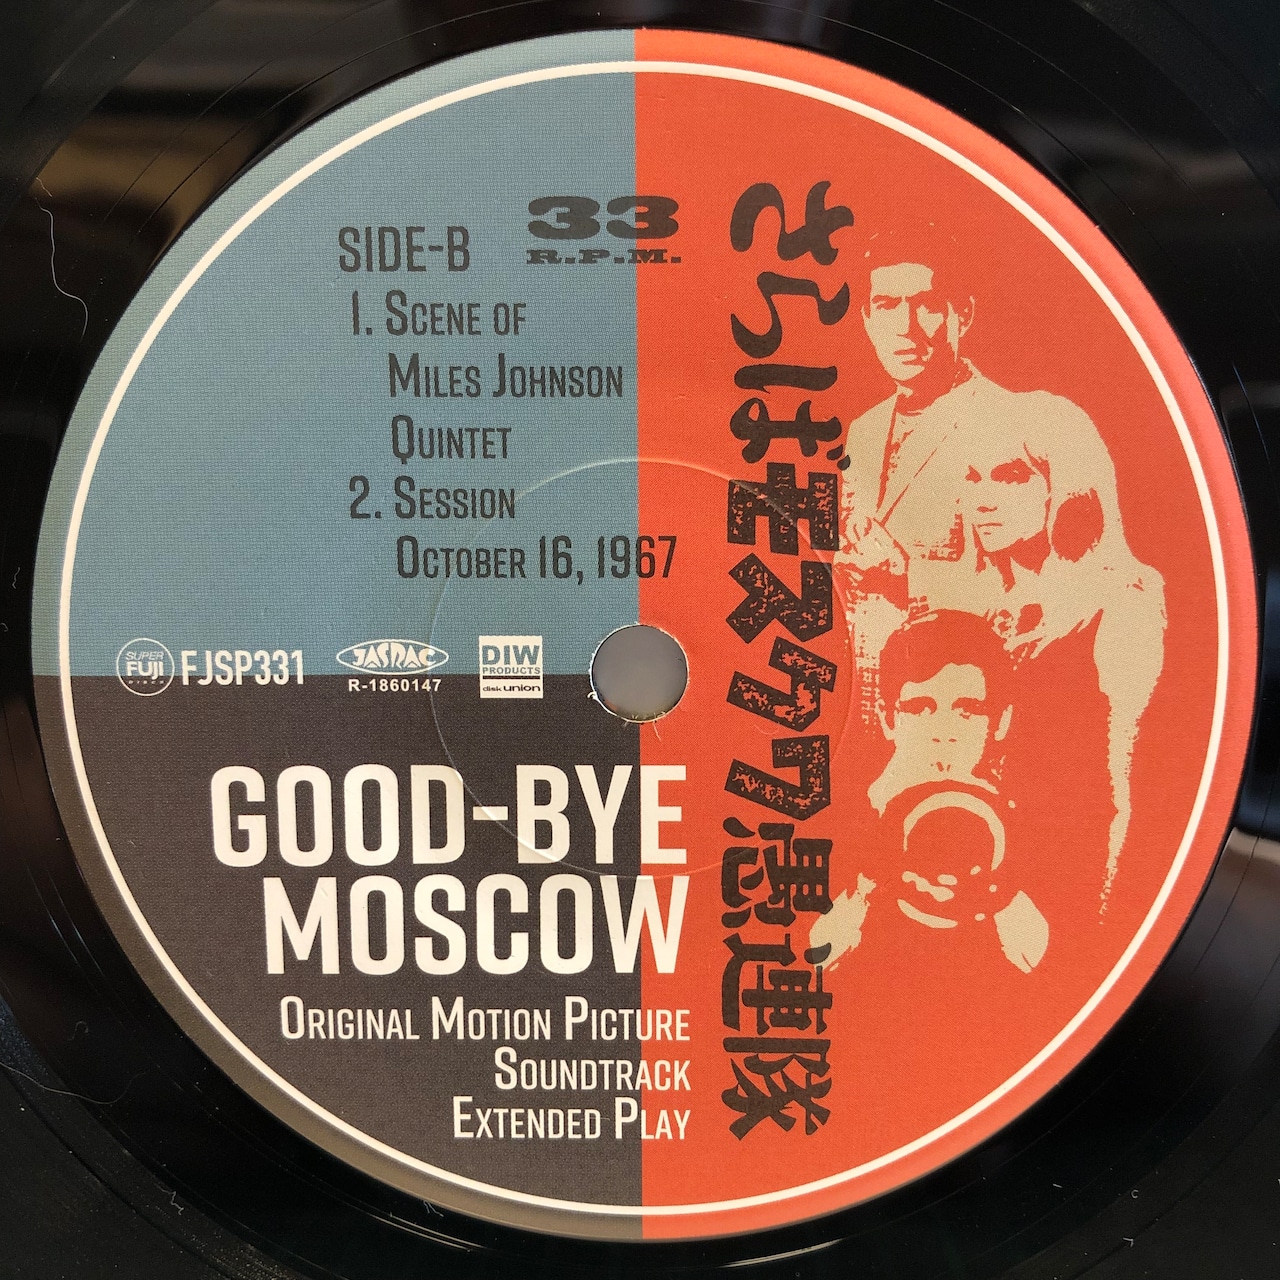 33
R.P.M.
SIDE-B
1. SCENE OF
MILES JOHNSON
QUINTET
2. SESSION
OCTOBER 16, 1967
SUPER
FUJI
DISCS
FJSP331
JASRAC
R-1860147
DIW
PRODUCTS
disk union
GOOD-BYE
MOSCOW
ORIGINAL MOTION PICTURE
SOUNDTRACK
EXTENDED PLAY
さらばモスクワ愚連隊